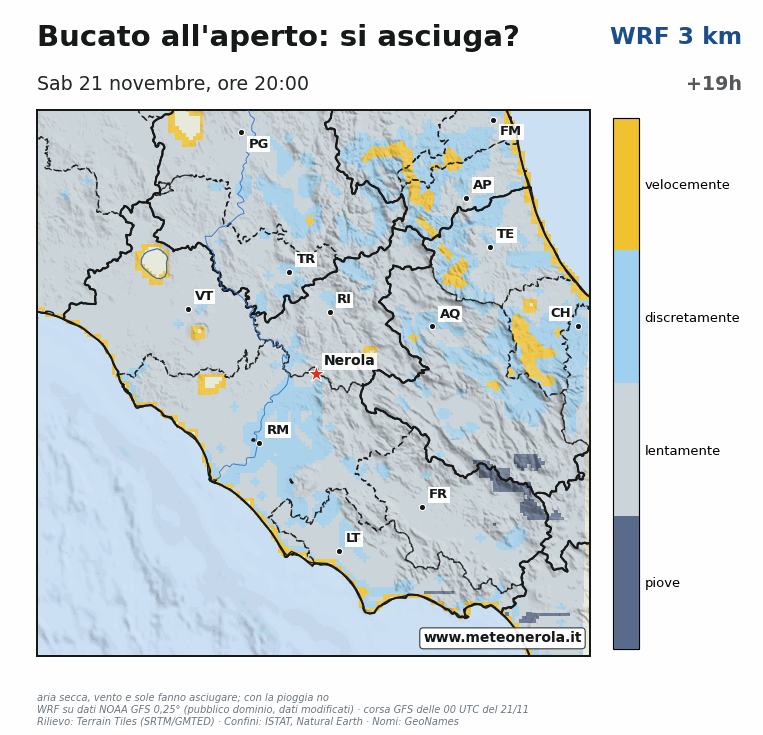 Bucato all'aperto: si asciuga?
WRF 3 km
Sab 21 novembre, ore 20:00
+19h
FM
PG
AP
TE
TR
VT
RI
AQ
CH
Nerola
RM
FR
LT
www.meteonerola.it
velocemente
discretamente
lentamente
piove
aria secca, vento e sole fanno asciugare; con la pioggia no
WRF su dati NOAA GFS 0,25° (pubblico dominio, dati modificati) · corsa GFS delle 00 UTC del 21/11
Rilievo: Terrain Tiles (SRTM/GMTED) · Confini: ISTAT, Natural Earth · Nomi: GeoNames